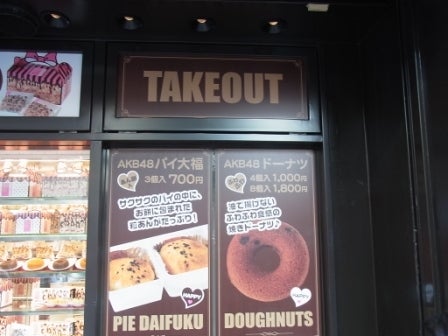 TAKEOUT
AKB48パイ大福
3個入 700円
サクサクのパイの中に、
お餅に包まれた
粒あんがたっぷり!
HAPPY
PIE DAIFUKU
AKB48ドーナツ
4個入 1,000円
8個入 1,800円
油で揚げない
ふわふわ食感の
焼きドーナツ♪
HAPPY
DOUGHNUTS